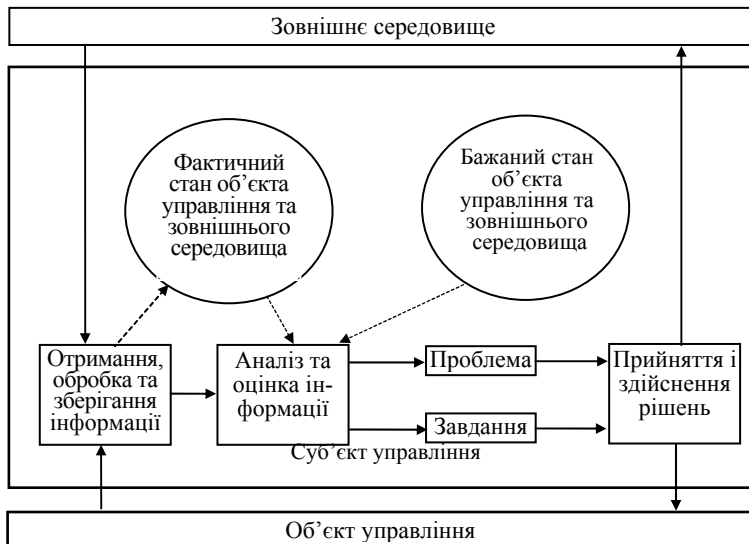 Зовнішнє середовище
Фактичний
стан об’єкта
управління та
зовнішнього
середовища
Бажаний стан
об’єкта
управління та
зовнішнього
середовища
Отримання,
обробка та
зберігання
інформації
Аналіз та
оцінка ін-
формації
Проблема
Завдання
Прийняття і
здійснення
рішень
Суб’єкт управління
Об’єкт управління